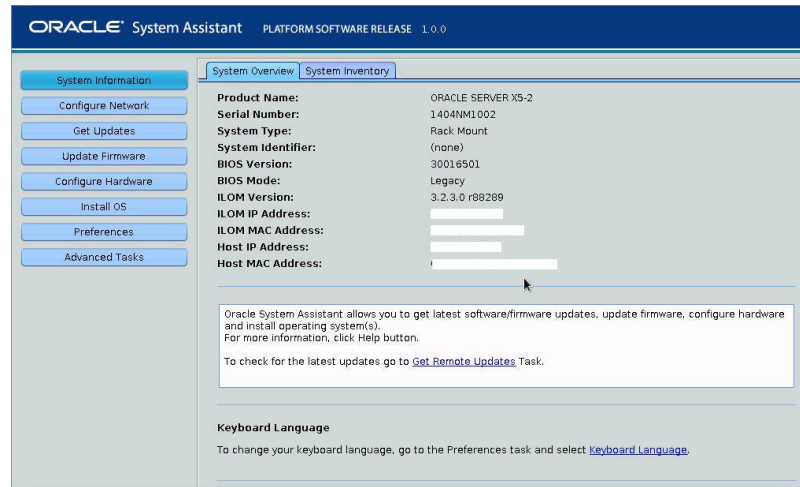 ORACLE System Assistant PLATFORM SOFTWARE RELEASE 1.0.0
System Information
Configure Network
Get Updates
Update Firmware
Configure Hardware
Install OS
Preferences
Advanced Tasks
System Overview System Inventory
Product Name: ORACLE SERVER X5-2
Serial Number: 1404NM1002
System Type: Rack Mount
System Identifier: (none)
BIOS Version: 30016501
BIOS Mode: Legacy
ILOM Version: 3.2.3.0 r88289
ILOM IP Address:
ILOM MAC Address:
Host IP Address:
Host MAC Address:
Oracle System Assistant allows you to get latest software/firmware updates, update firmware, configure hardware
and install operating system(s).
For more information, click Help button.
To check for the latest updates go to Get Remote Updates Task.
Keyboard Language
To change your keyboard language, go to the Preferences task and select Keyboard Language.